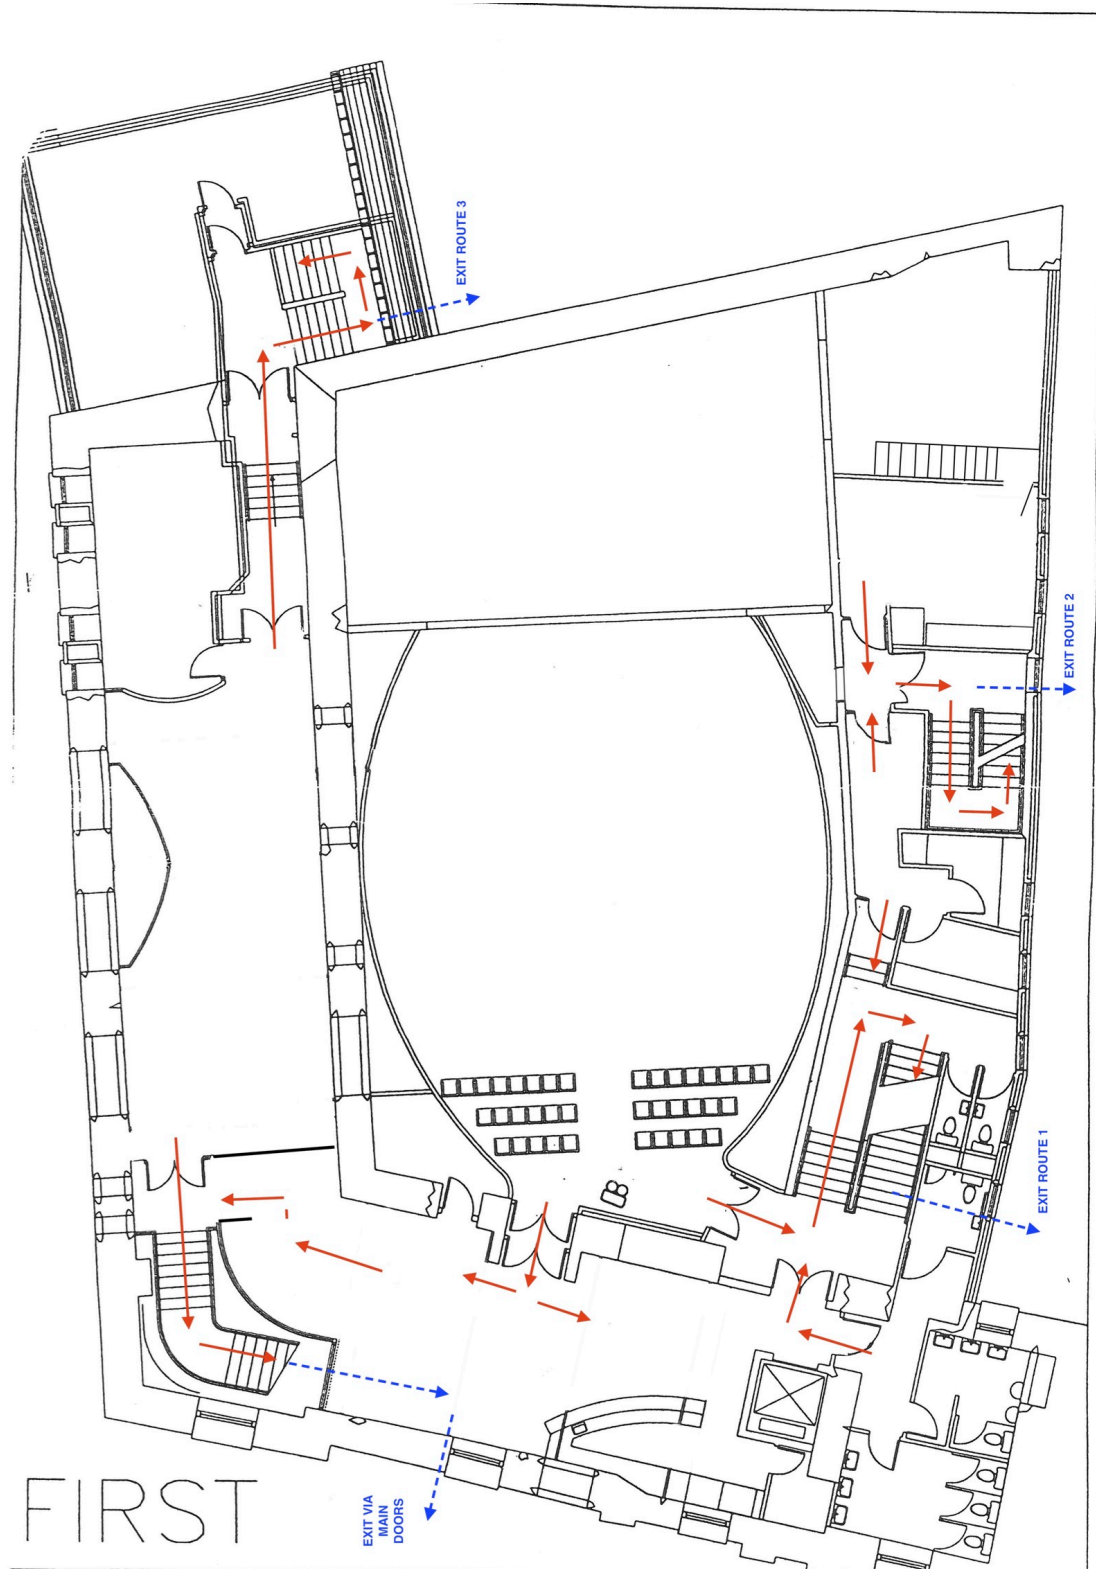 EXIT ROUTE 3
EXIT ROUTE 2
EXIT ROUTE 1
EXIT VIA
MAIN
DOORS
FIRST